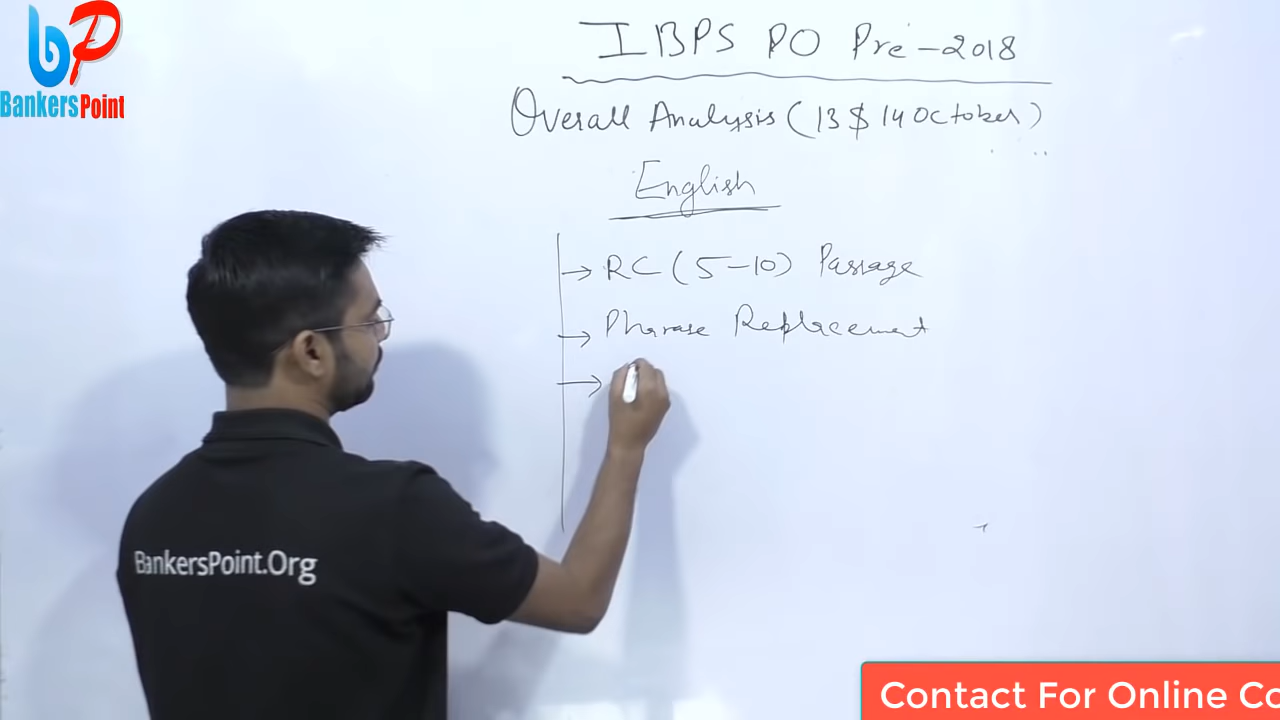 bp
BankersPoint
IBPS PO Pre-2018
Overall Analysis (13 $ 14 October)
English
→ RC (5-10) Passage
→ Phrase Replacement
→
BankersPoint.Org
Contact For Online Co